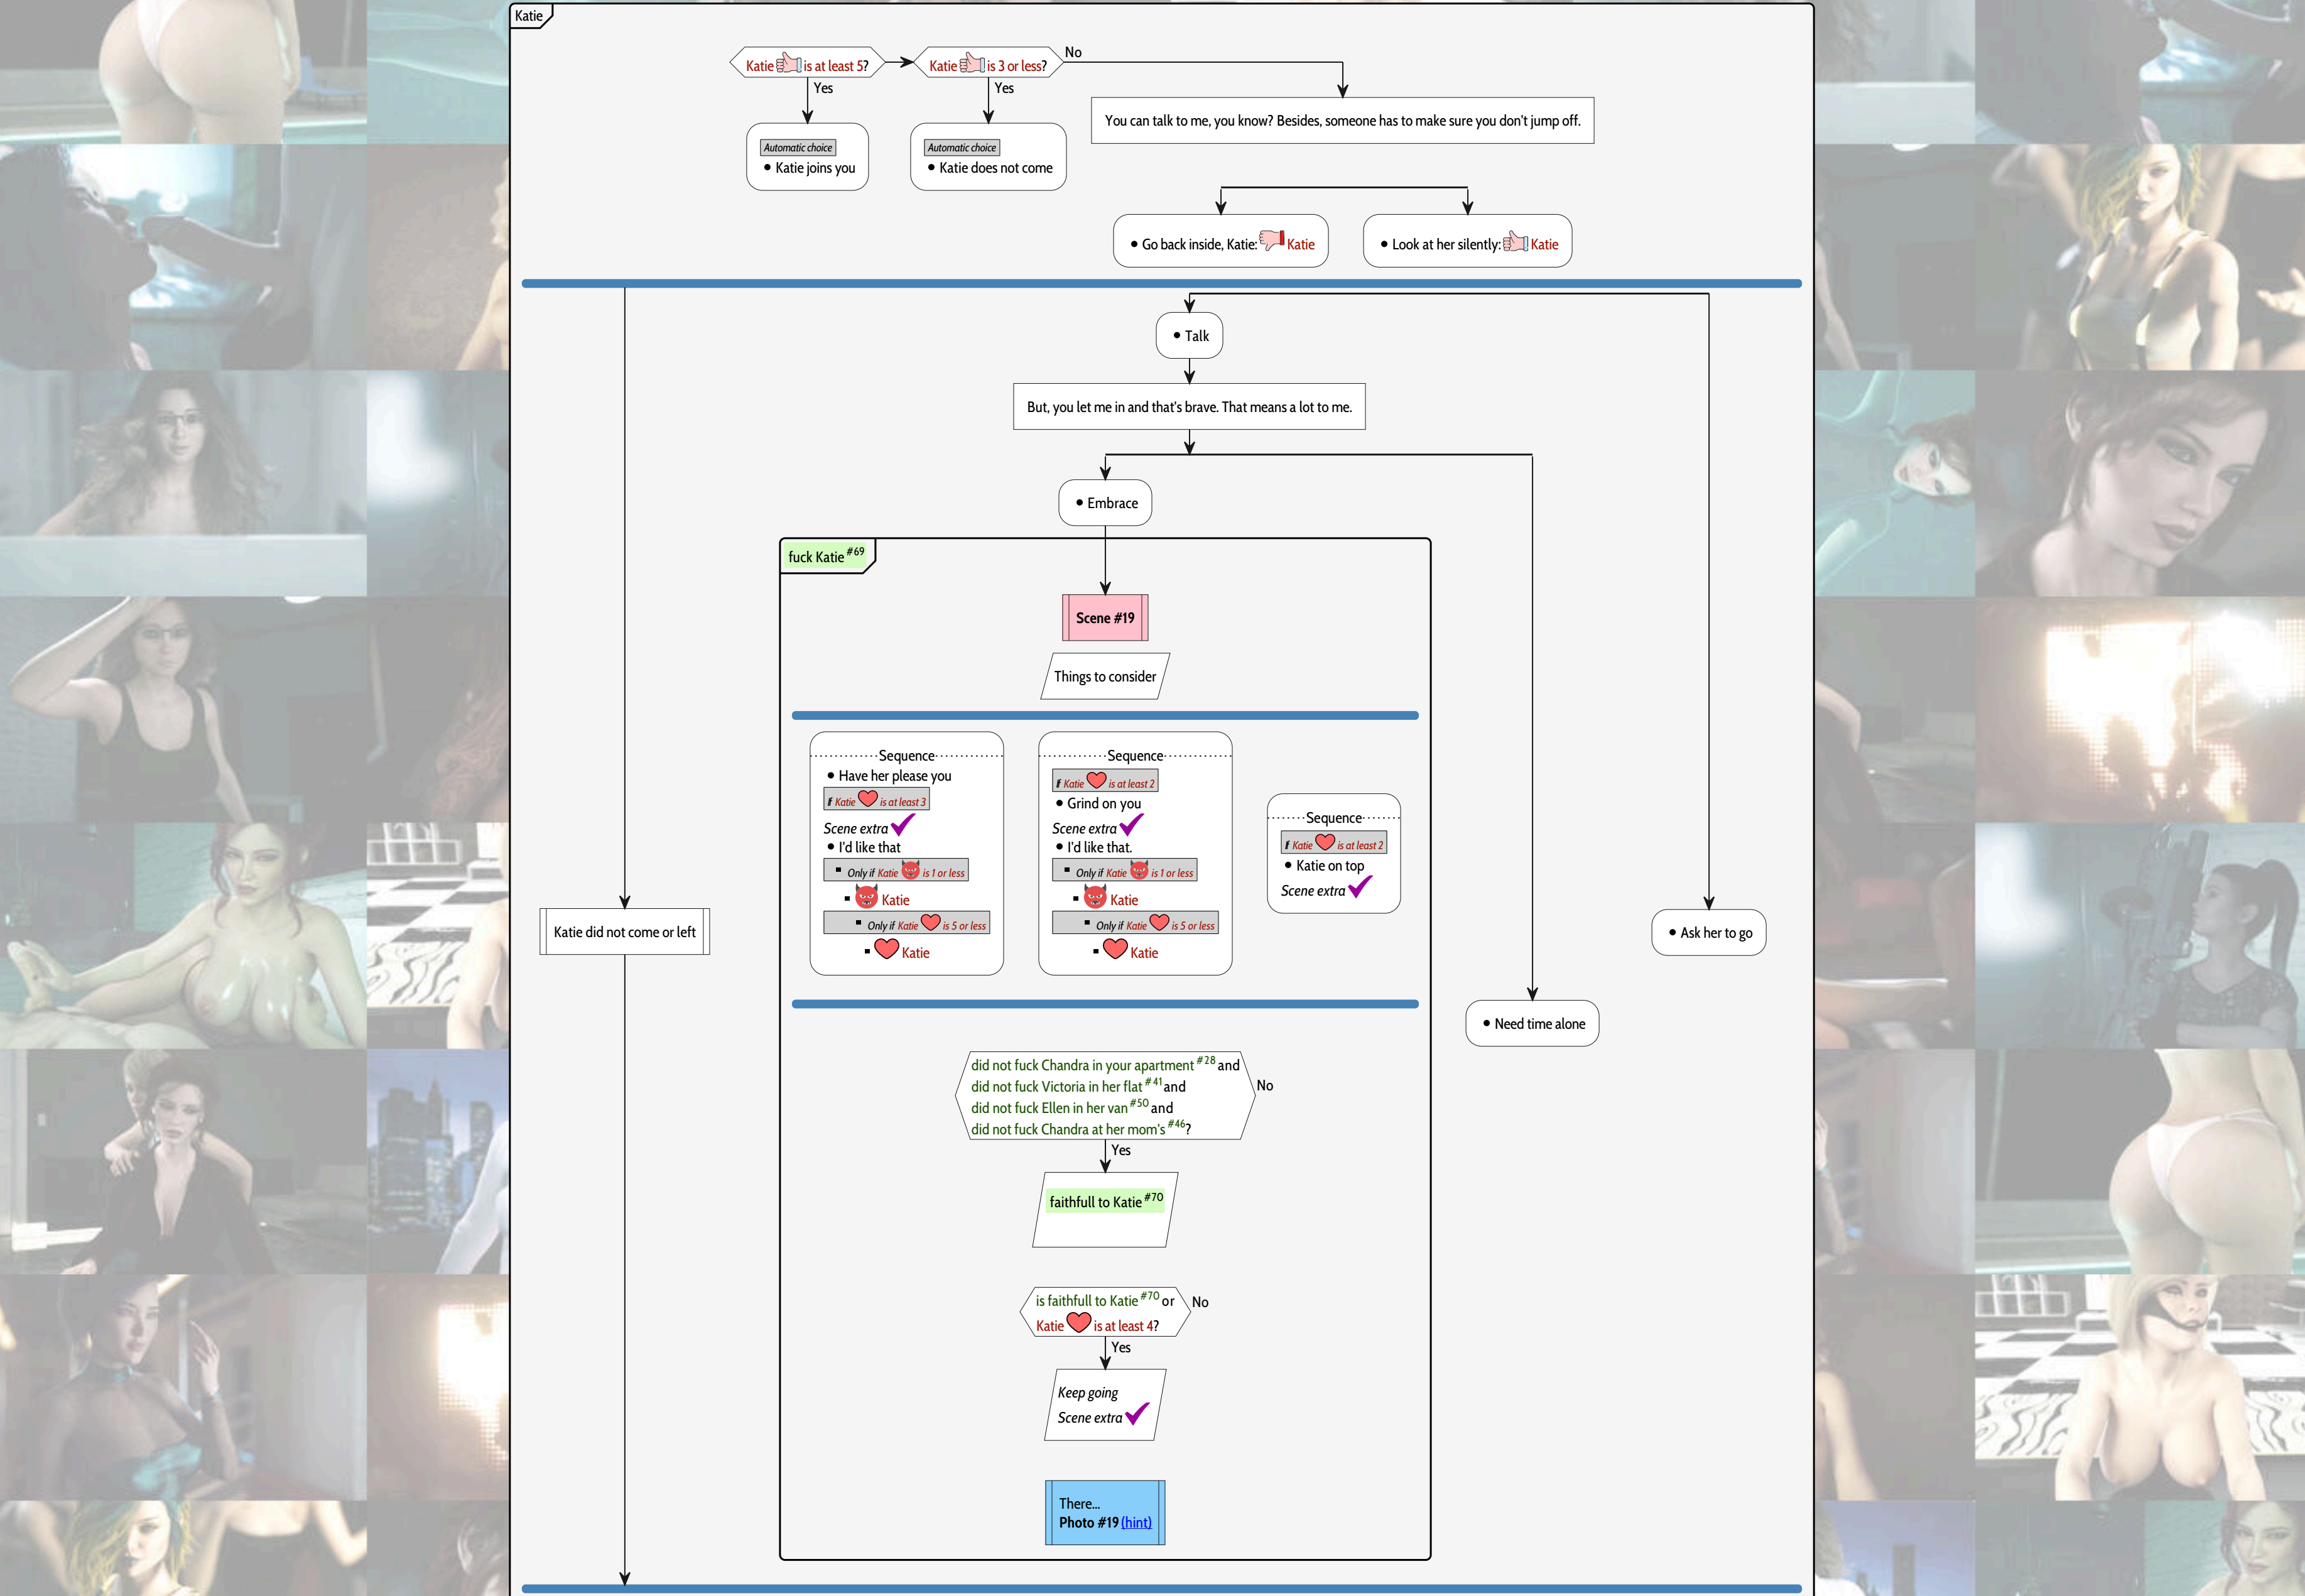 Katie
Katie is at least 5?
Katie is 3 or less?
No
Yes
Yes
You can talk to me, you know? Besides, someone has to make sure you don't jump off.
Automatic choice
• Katie joins you
Automatic choice
• Katie does not come
• Go back inside, Katie: Katie
• Look at her silently: Katie
• Talk
But, you let me in and that's brave. That means a lot to me.
• Embrace
fuck Katie #69
Scene #19
Things to consider
Sequence
• Have her please you
If Katie is at least 3
Scene extra
• I'd like that
▪ Only if Katie is 1 or less
▪ Katie
▪ Only if Katie is 5 or less
▪ Katie
Sequence
If Katie is at least 2
• Grind on you
Scene extra
• I'd like that.
▪ Only if Katie is 1 or less
▪ Katie
▪ Only if Katie is 5 or less
▪ Katie
Sequence
If Katie is at least 2
• Katie on top
Scene extra
Katie did not come or left
• Ask her to go
• Need time alone
did not fuck Chandra in your apartment #28 and
did not fuck Victoria in her flat #41 and
did not fuck Ellen in her van #50 and
did not fuck Chandra at her mom's #46?
No
Yes
faithfull to Katie #70
is faithfull to Katie #70 or
Katie is at least 4?
No
Yes
Keep going
Scene extra
There...
Photo #19 (hint)